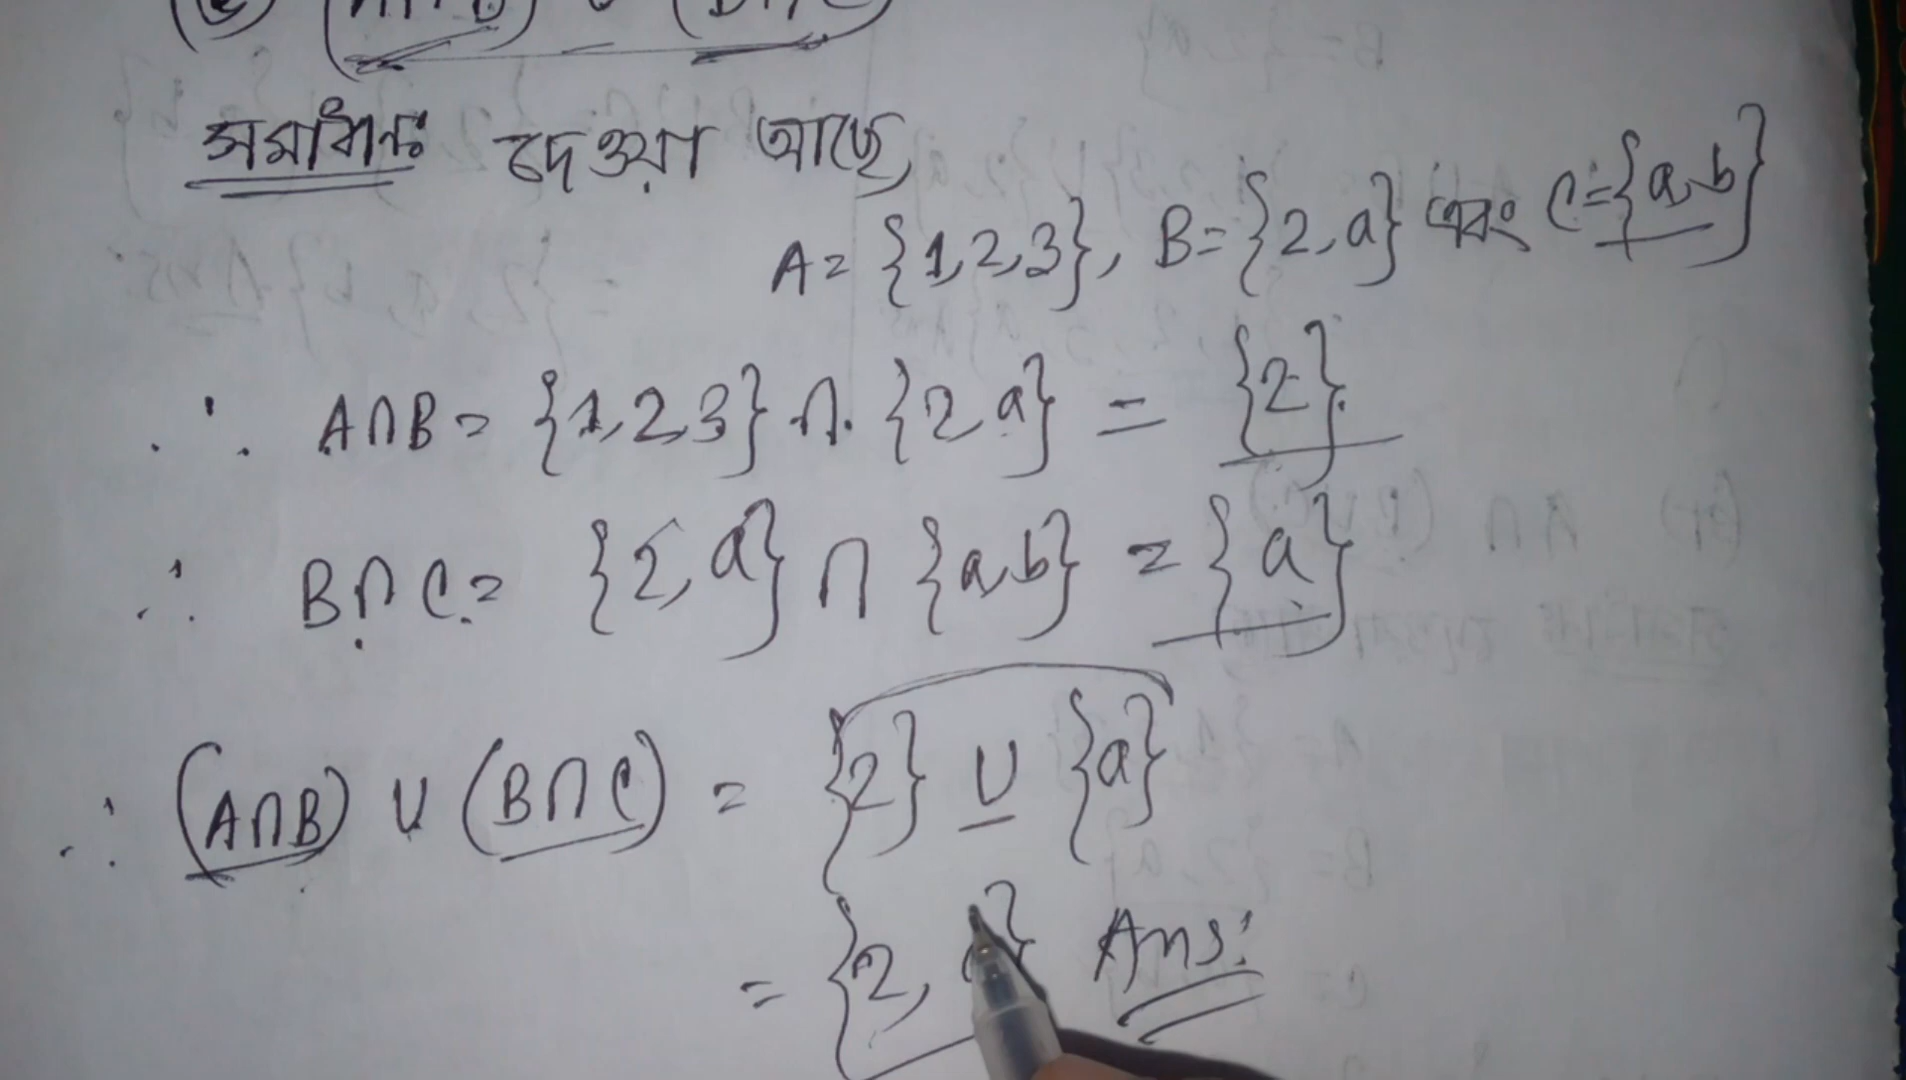 (A∩B) ∪ (B∩C)
সমাধানঃ দেওয়া আছে,
A = {1,2,3}, B = {2,a} এবং C = {a,b}
∴ A∩B = {1,2,3} ∩ {2,a} = {2}
∴ B∩C = {2,a} ∩ {a,b} = {a}
∴ (A∩B) ∪ (B∩C) = {2} ∪ {a}
= {2, } Ans: